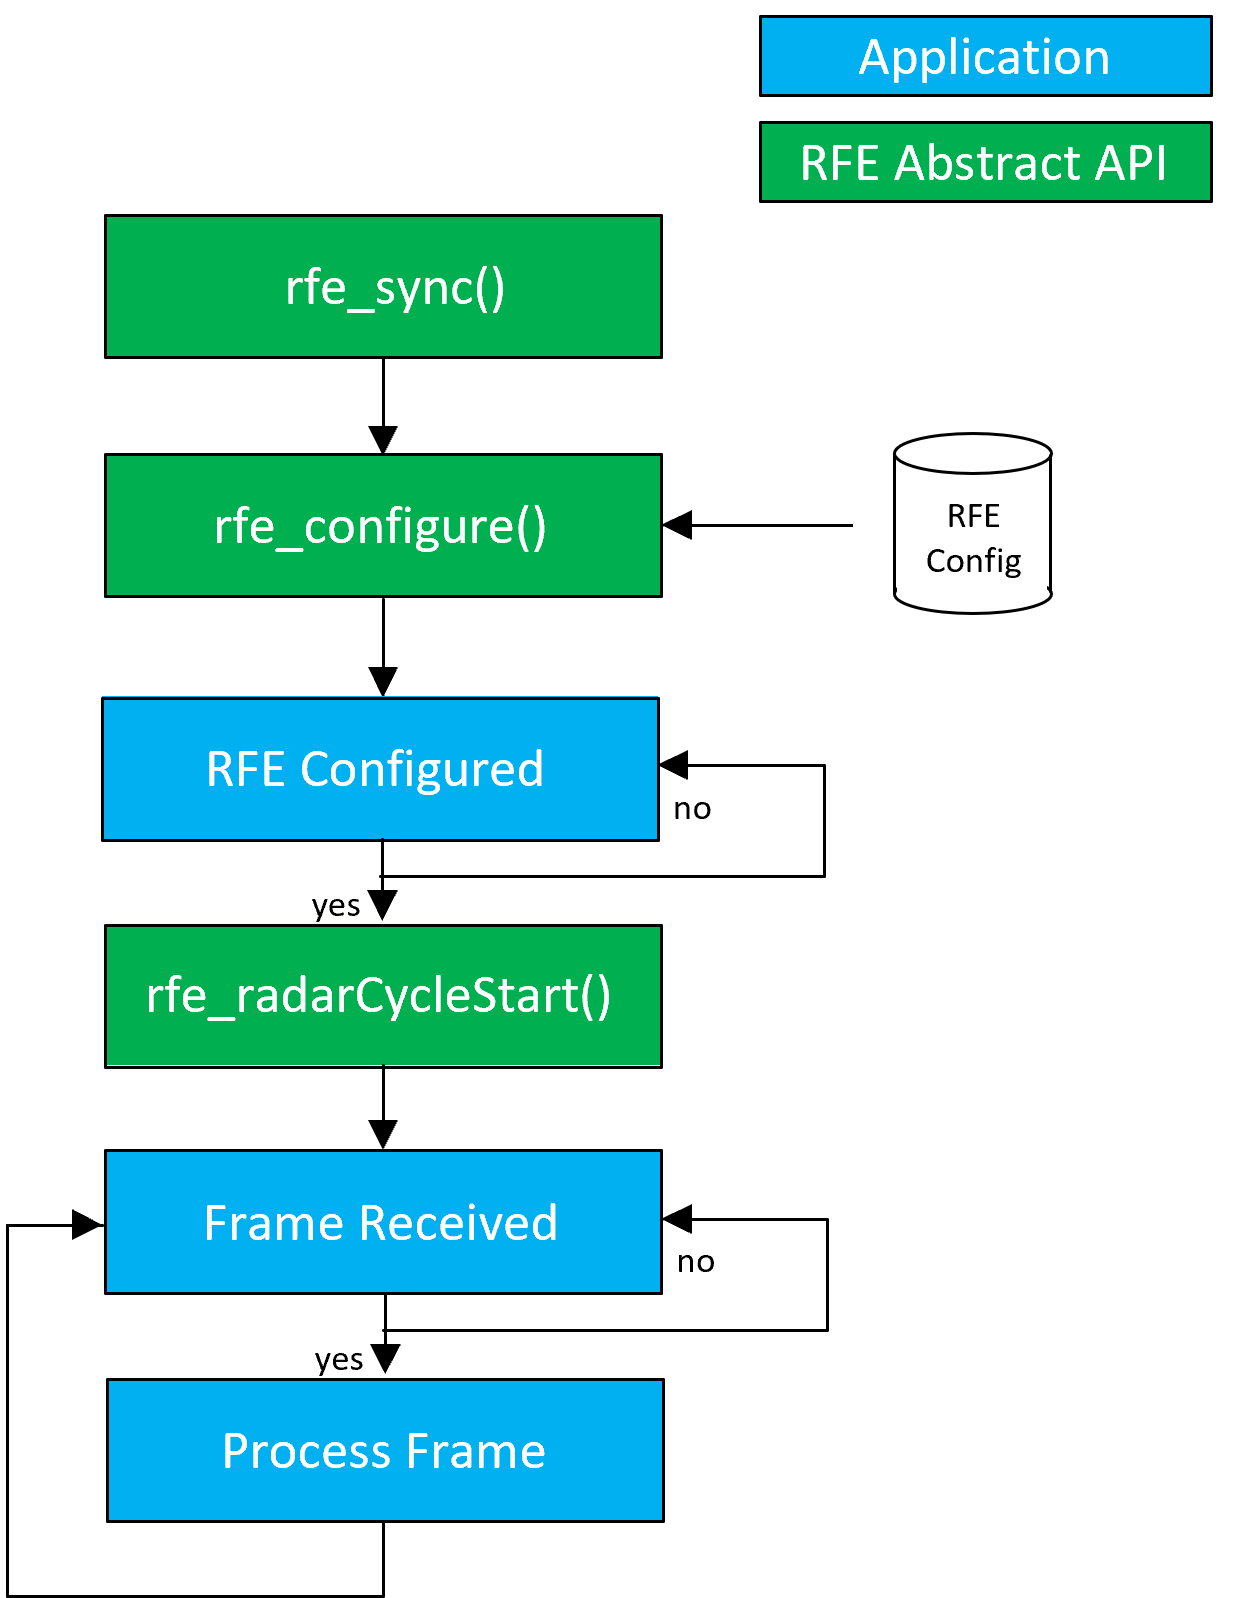 Application
RFE Abstract API
rfe_sync()
rfe_configure()
RFE
Config
RFE Configured
no
yes
rfe_radarCycleStart()
Frame Received
no
yes
Process Frame